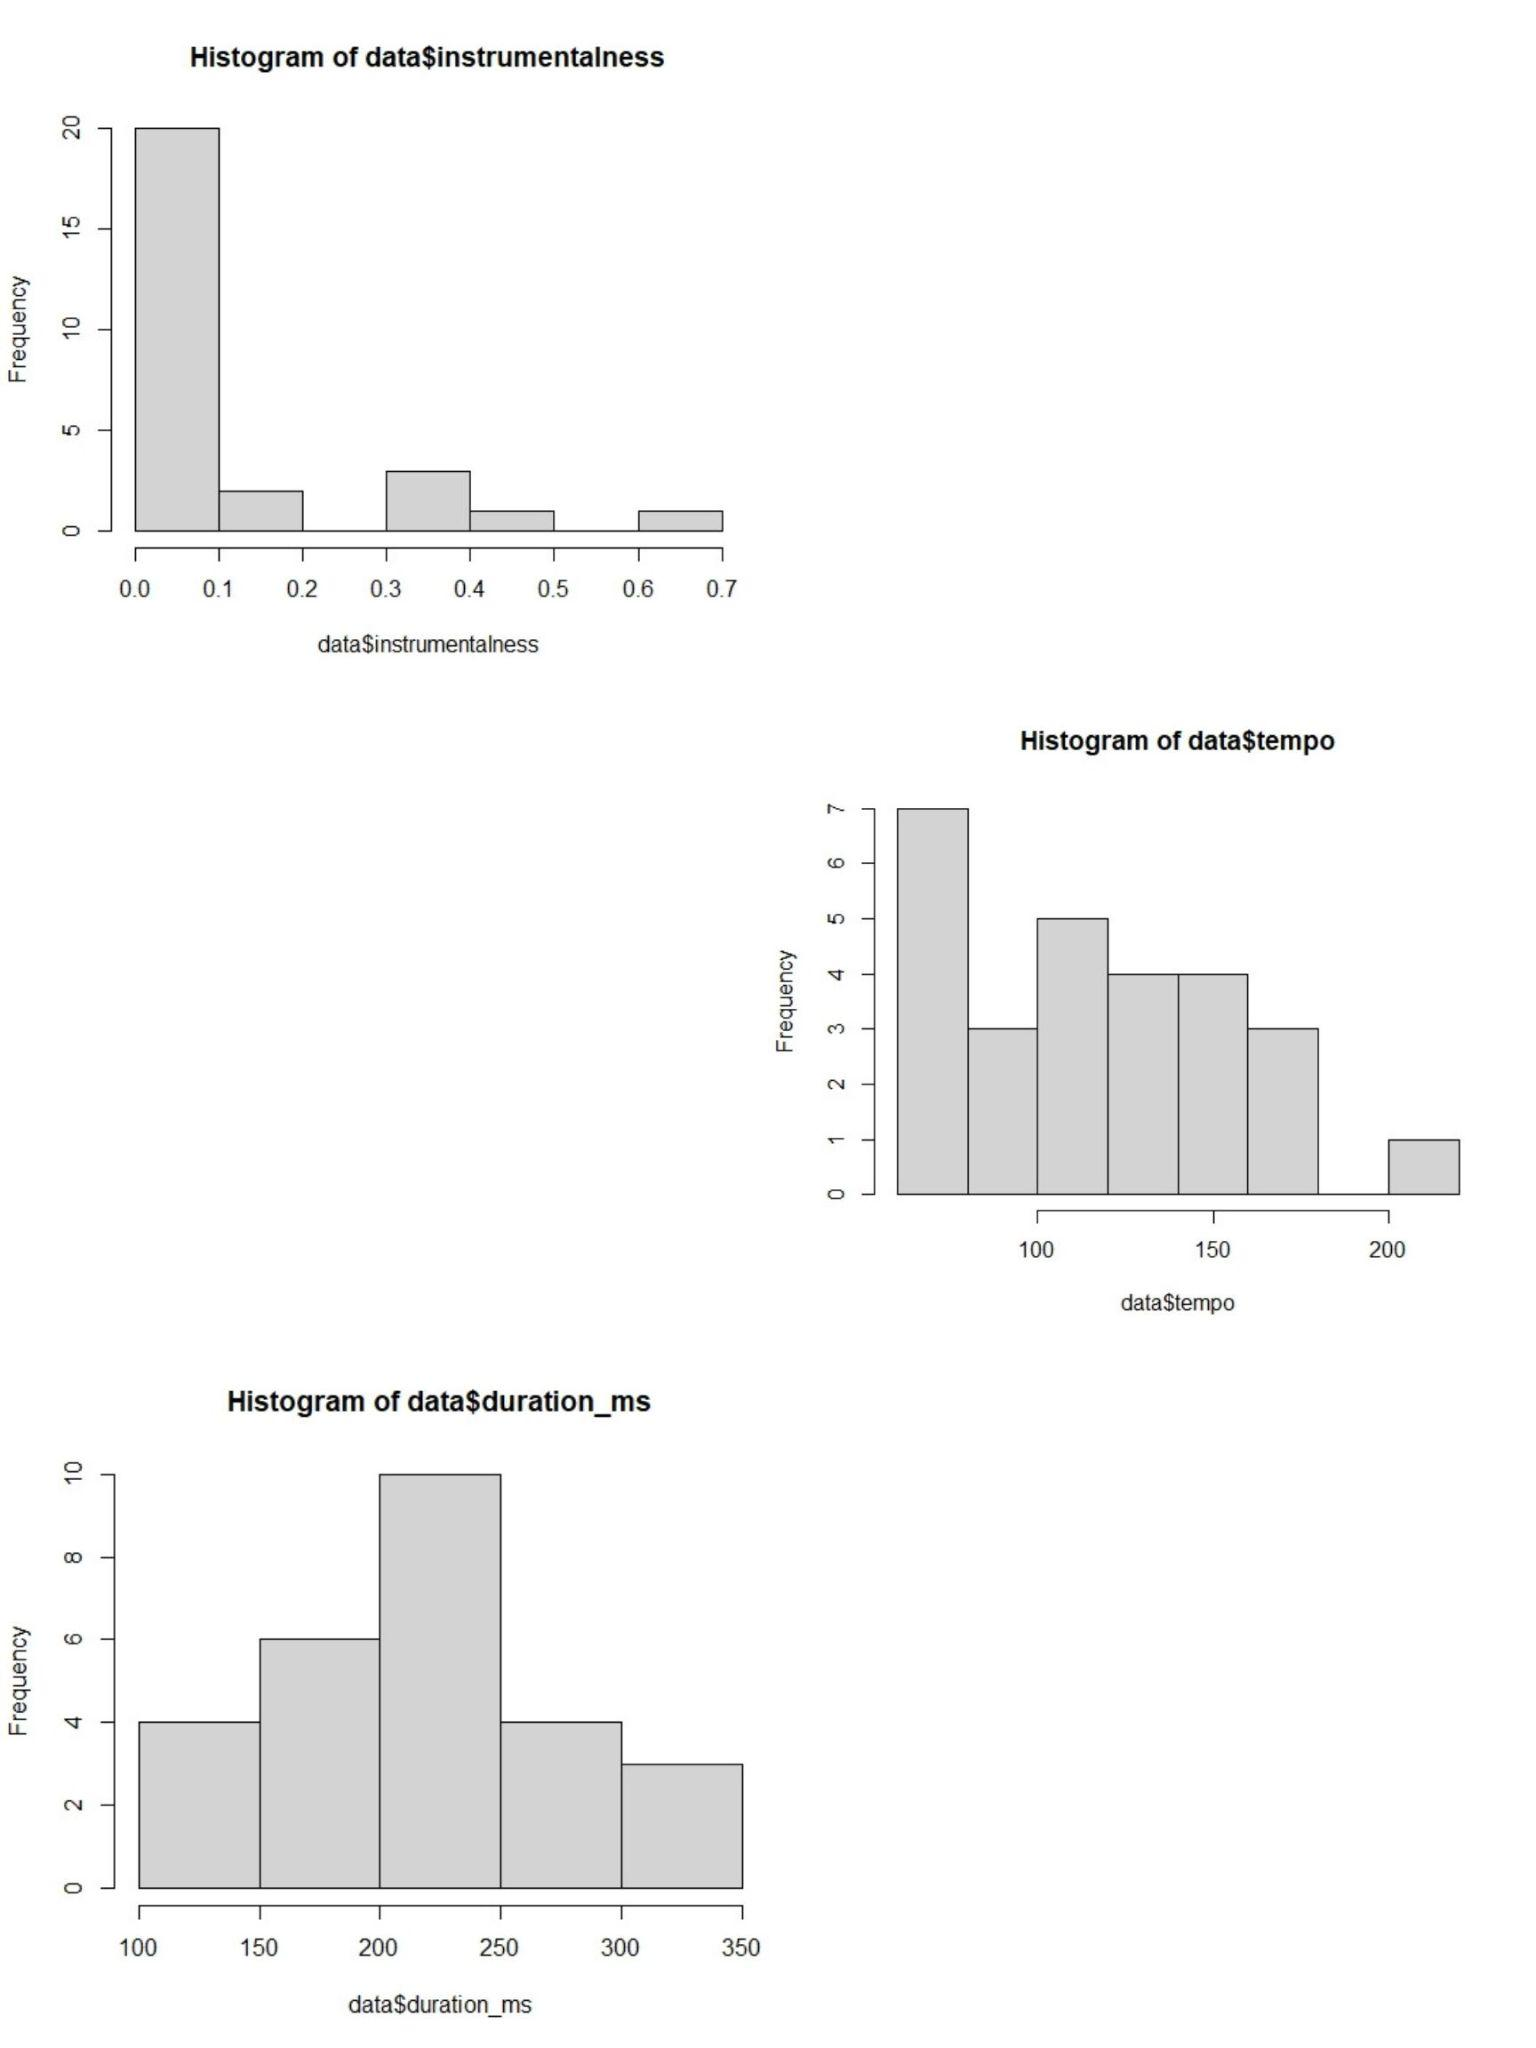 Histogram of data$instrumentalness
20
15
10
5
0
Frequency
0.0 0.1 0.2 0.3 0.4 0.5 0.6 0.7
data$instrumentalness
Histogram of data$tempo
7
6
5
4
3
2
1
0
Frequency
100 150 200
data$tempo
Histogram of data$duration_ms
10
8
6
4
2
0
Frequency
100 150 200 250 300 350
data$duration_ms